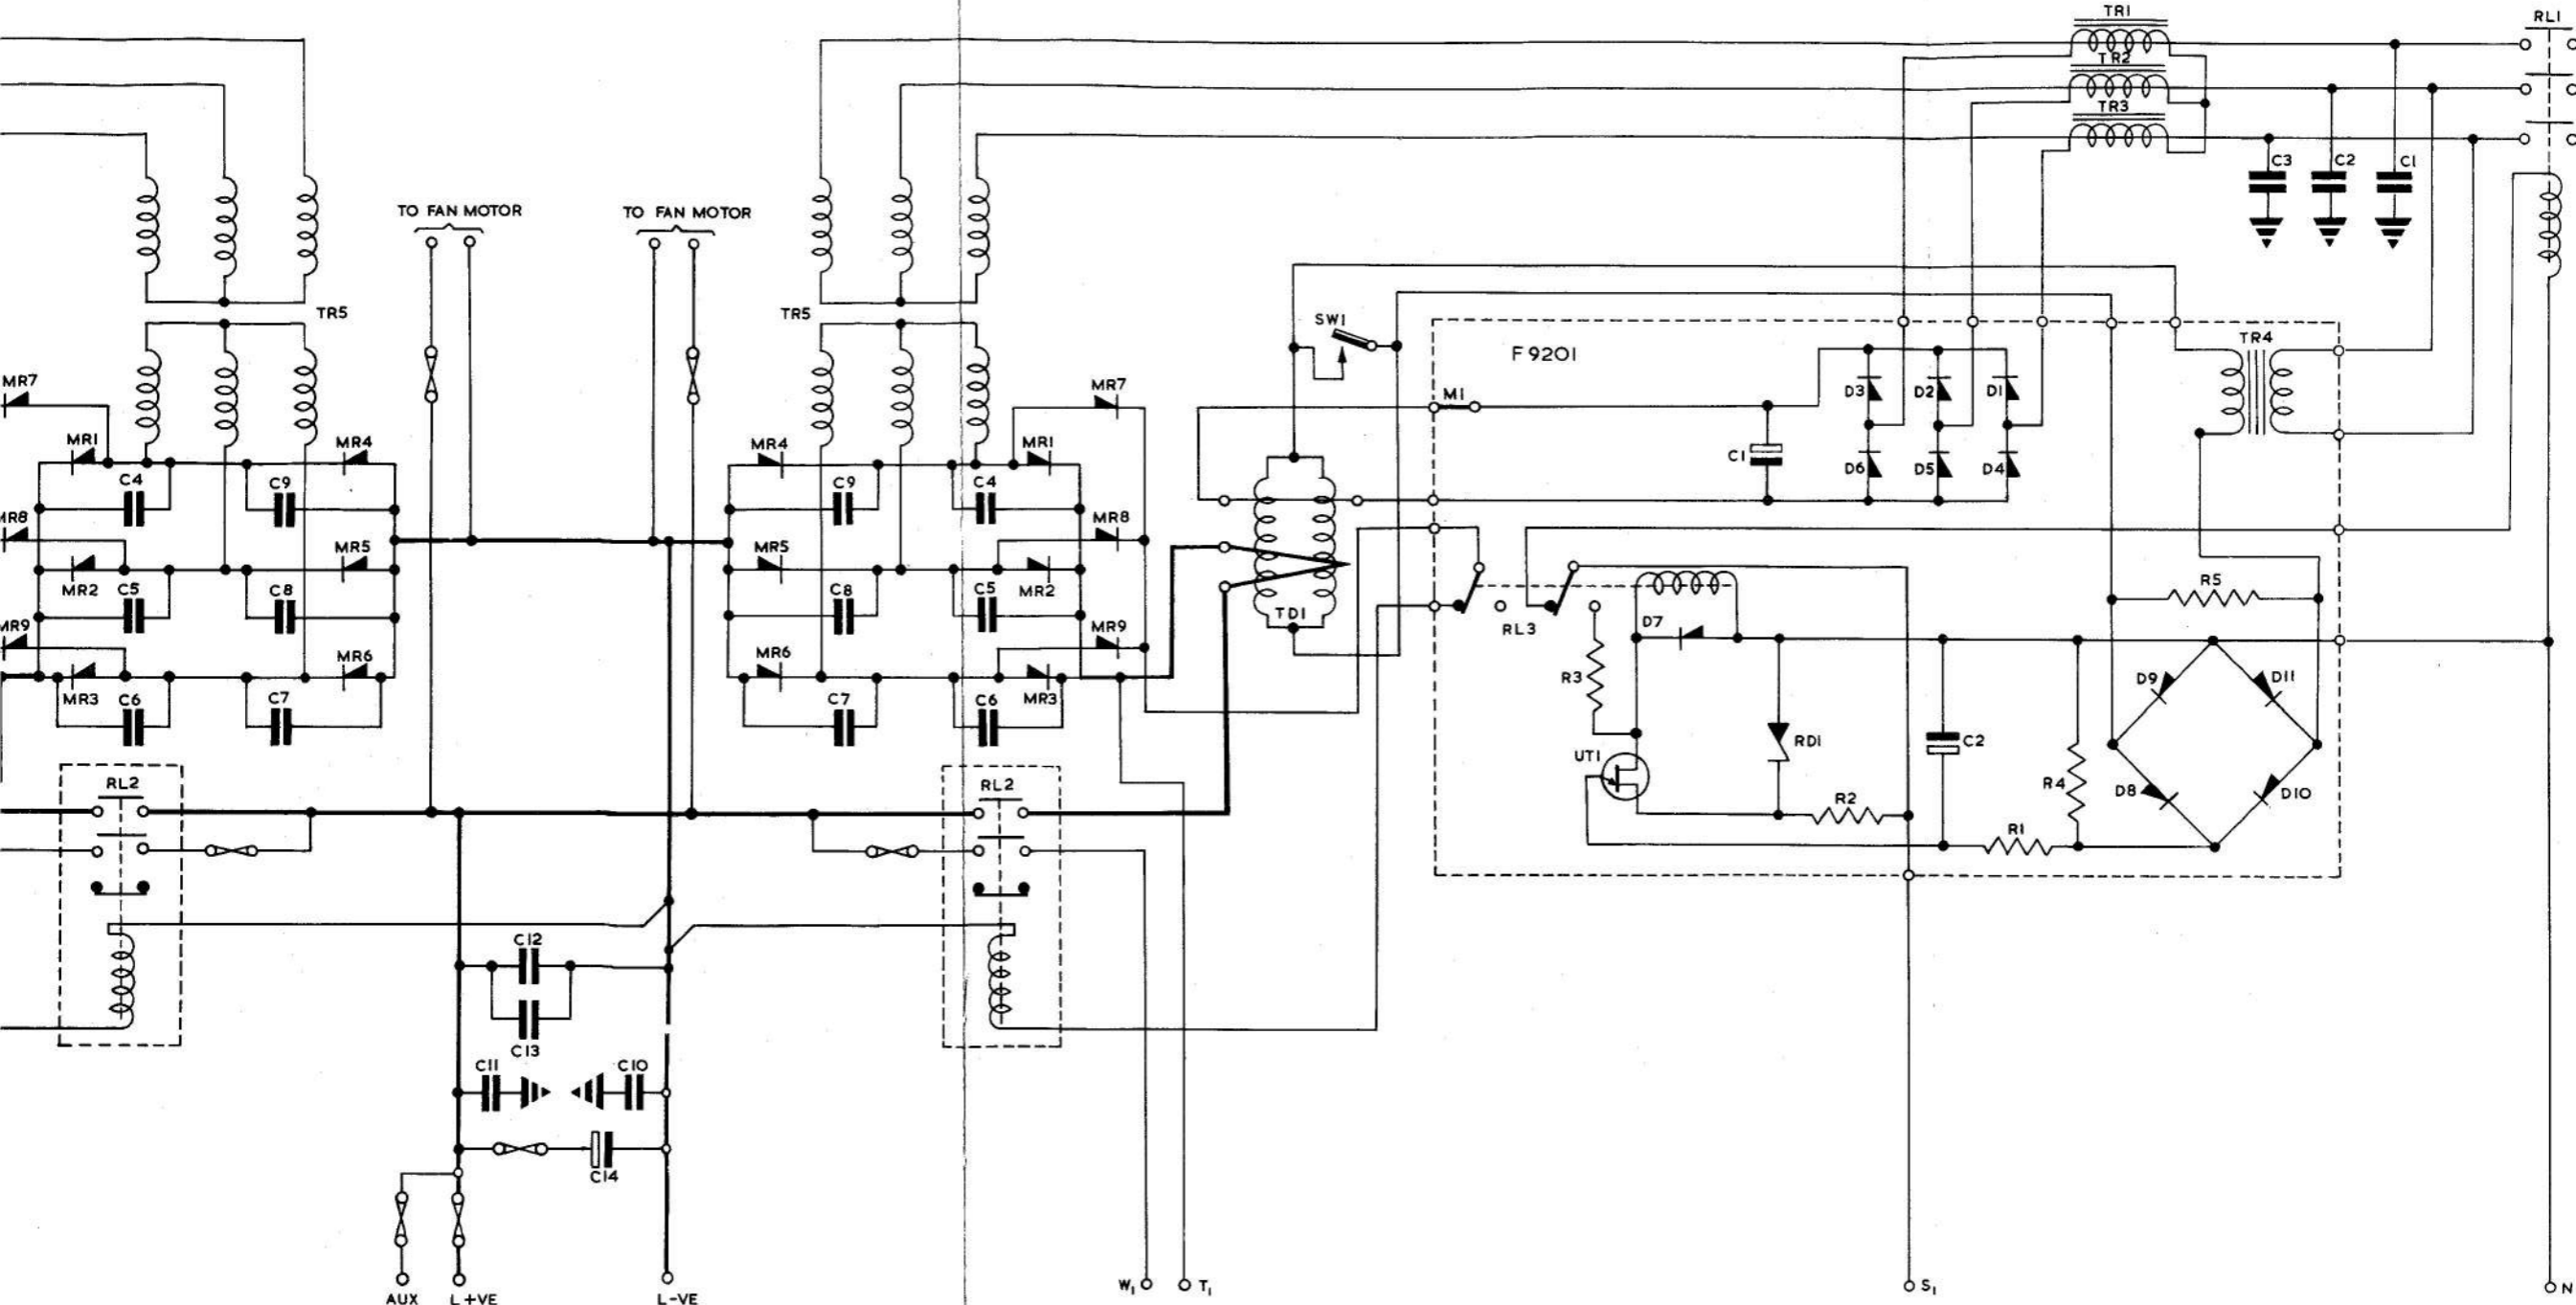 TR1
RL1
TR2
TR3
C3
C2
C1
TO FAN MOTOR
TO FAN MOTOR
TR5
TR5
SW1
F 9201
TR4
MR7
MR7
M1
D3
D2
D1
MR1
MR4
MR4
MR1
C4
C9
C9
C4
C1
D6
D5
D4
MR8
MR8
MR5
MR5
MR2
MR2
C5
C8
C8
C5
R5
TD1
RL3
D7
MR9
MR9
MR6
MR6
R3
D9
D11
MR3
MR3
C6
C7
C7
C6
RD1
C2
UT1
RL2
RL2
R4
D8
D10
R2
R1
C12
C13
C11
C10
C14
AUX
L+VE
L-VE
W1
T1
S1
N